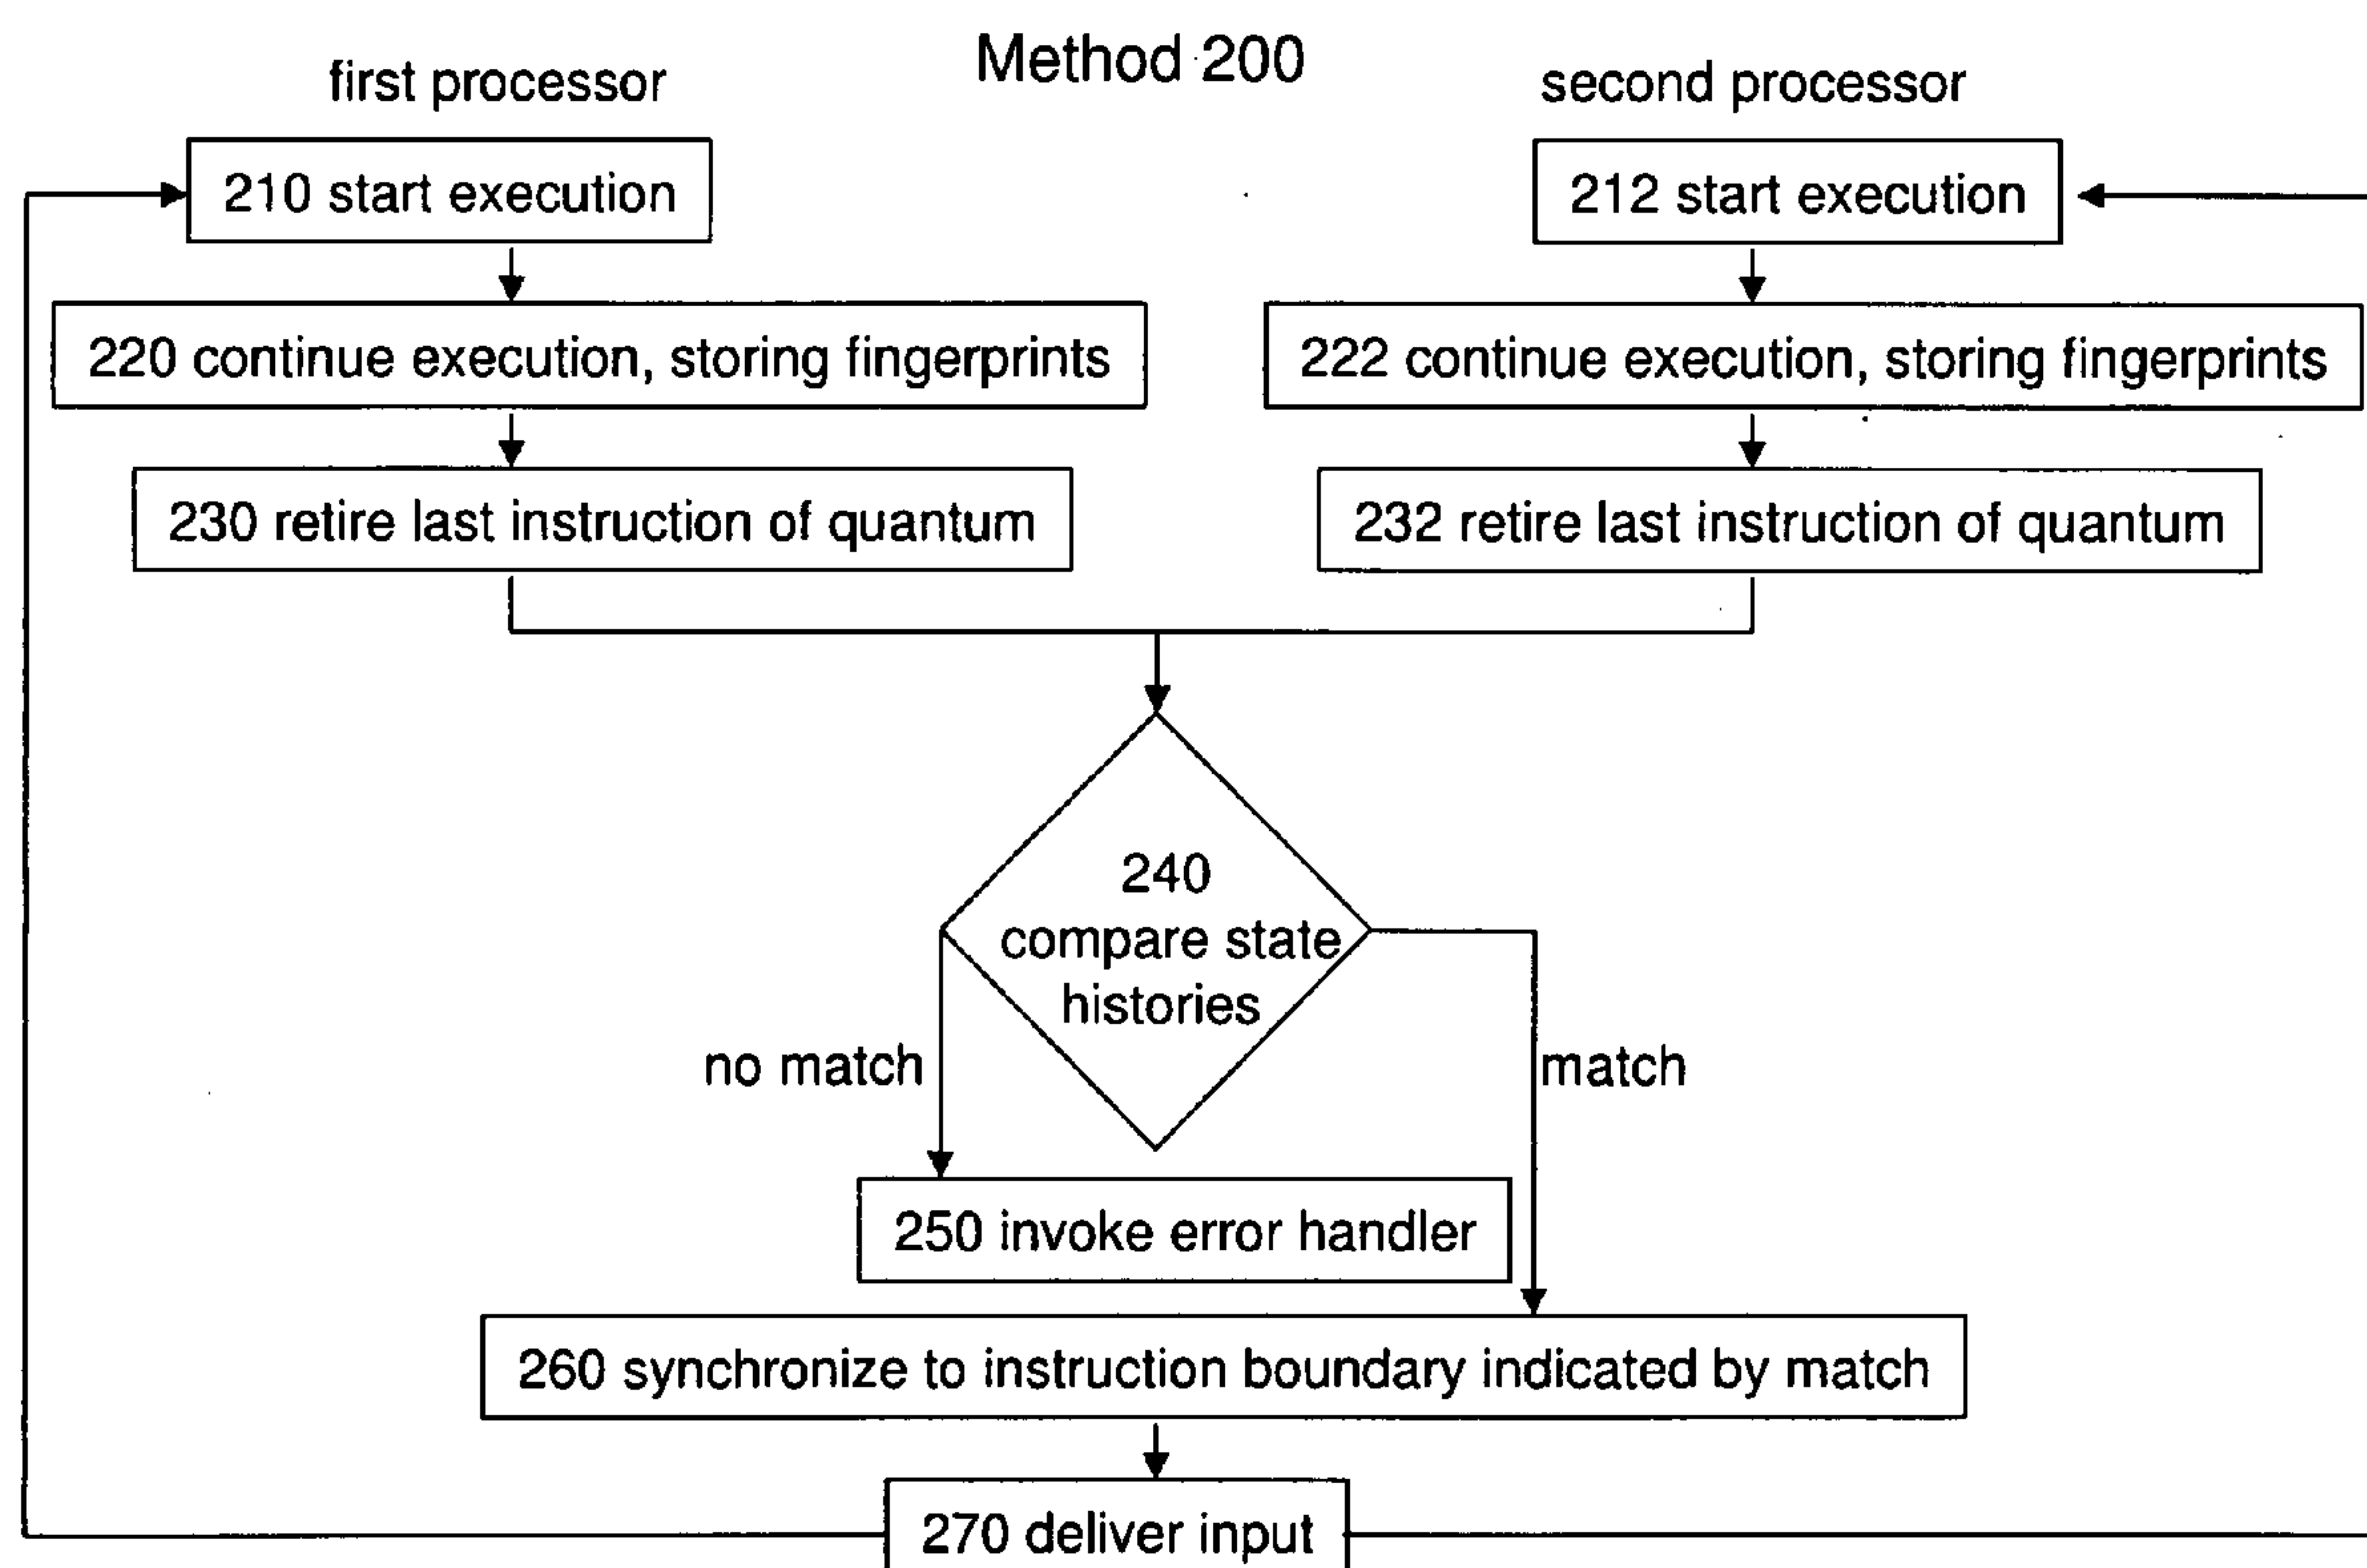 Method 200
first processor
second processor
210 start execution
212 start execution
220 continue execution, storing fingerprints
222 continue execution, storing fingerprints
230 retire last instruction of quantum
232 retire last instruction of quantum
240
compare state
histories
no match
match
250 invoke error handler
260 synchronize to instruction boundary indicated by match
270 deliver input